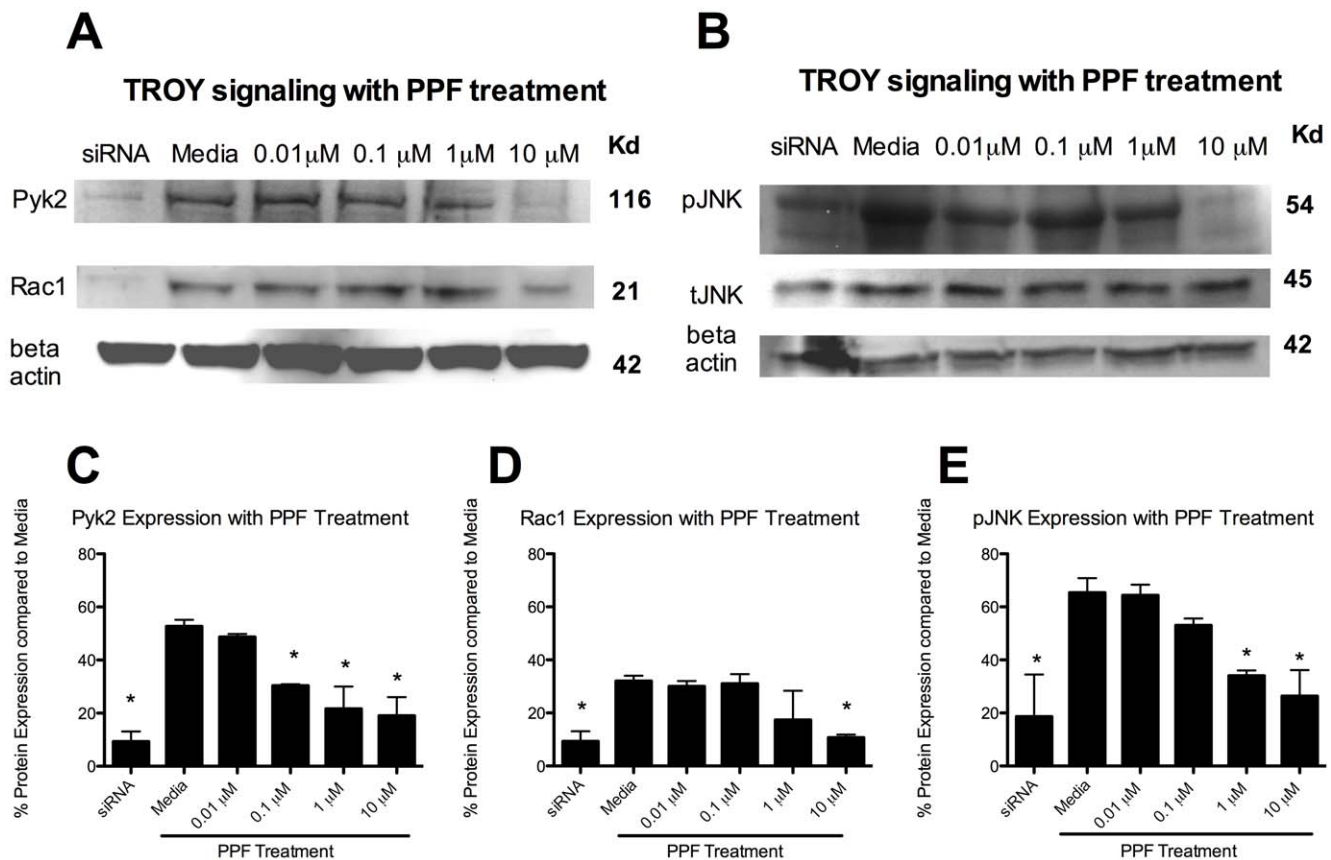 A
TROY signaling with PPF treatment
siRNA Media 0.01µM 0.1 µM 1µM 10 µM Kd
Pyk2 116
Rac1 21
beta
actin 42
B
TROY signaling with PPF treatment
siRNA Media 0.01µM 0.1 µM 1µM 10 µM Kd
pJNK 54
tJNK 45
beta
actin 42
C
Pyk2 Expression with PPF Treatment
% Protein Expression compared to Media
80
60
40
20
0
* * * *
siRNA Media 0.01 µM 0.1 µM 1 µM 10 µM
PPF Treatment
D
Rac1 Expression with PPF Treatment
% Protein Expression compared to Media
80
60
40
20
0
* *
siRNA Media 0.01 µM 0.1 µM 1 µM 10 µM
PPF Treatment
E
pJNK Expression with PPF Treatment
% Protein Expression compared to Media
80
60
40
20
0
* * *
siRNA Media 0.01 µM 0.1 µM 1 µM 10 µM
PPF Treatment